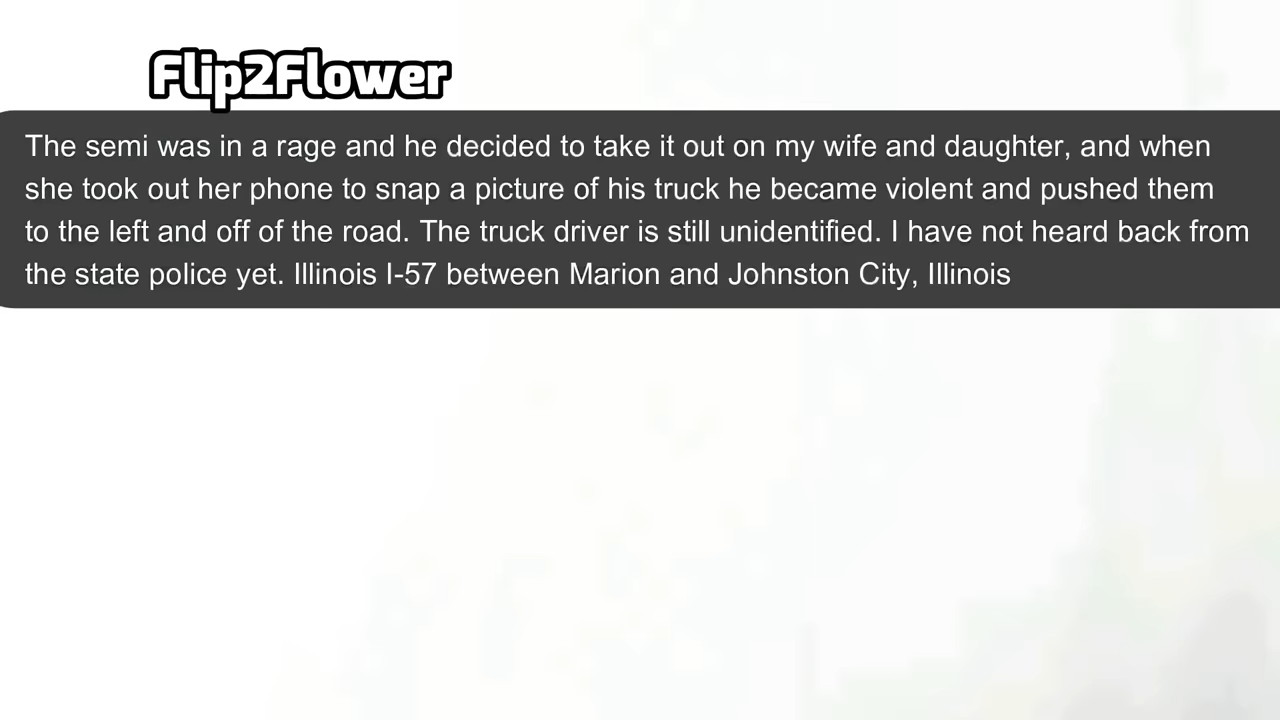 Flip2Flower
The semi was in a rage and he decided to take it out on my wife and daughter, and when
she took out her phone to snap a picture of his truck he became violent and pushed them
to the left and off of the road. The truck driver is still unidentified. I have not heard back from
the state police yet. Illinois I-57 between Marion and Johnston City, Illinois